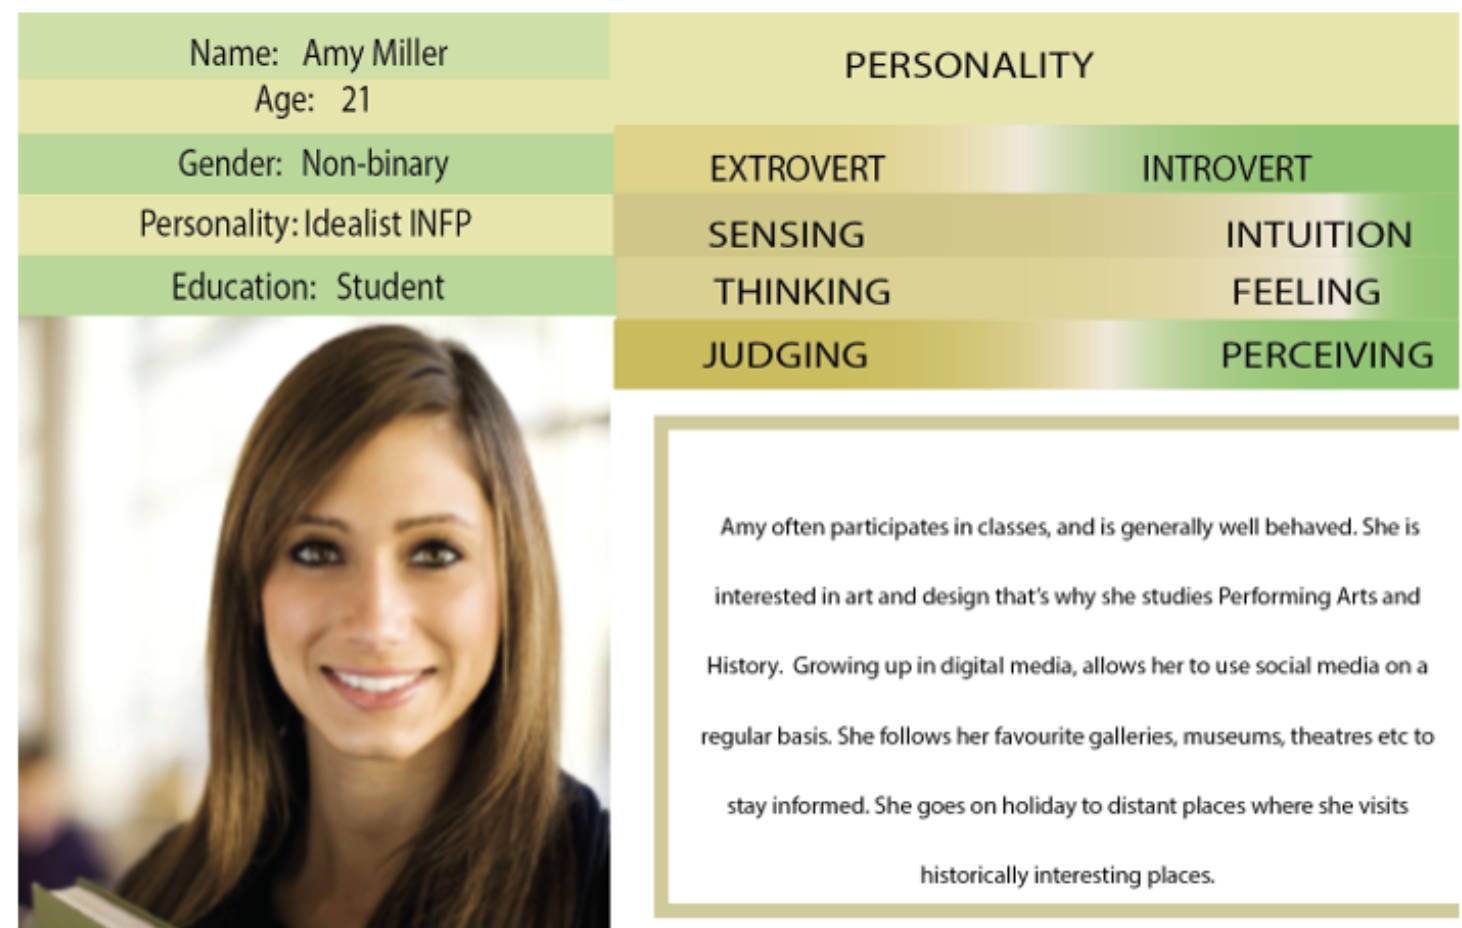 Name: Amy Miller
Age: 21
Gender: Non-binary
Personality: Idealist INFP
Education: Student
PERSONALITY
EXTROVERT INTROVERT
SENSING INTUITION
THINKING FEELING
JUDGING PERCEIVING
Amy often participates in classes, and is generally well behaved. She is
interested in art and design that's why she studies Performing Arts and
History. Growing up in digital media, allows her to use social media on a
regular basis. She follows her favourite galleries, museums, theatres etc to
stay informed. She goes on holiday to distant places where she visits
historically interesting places.